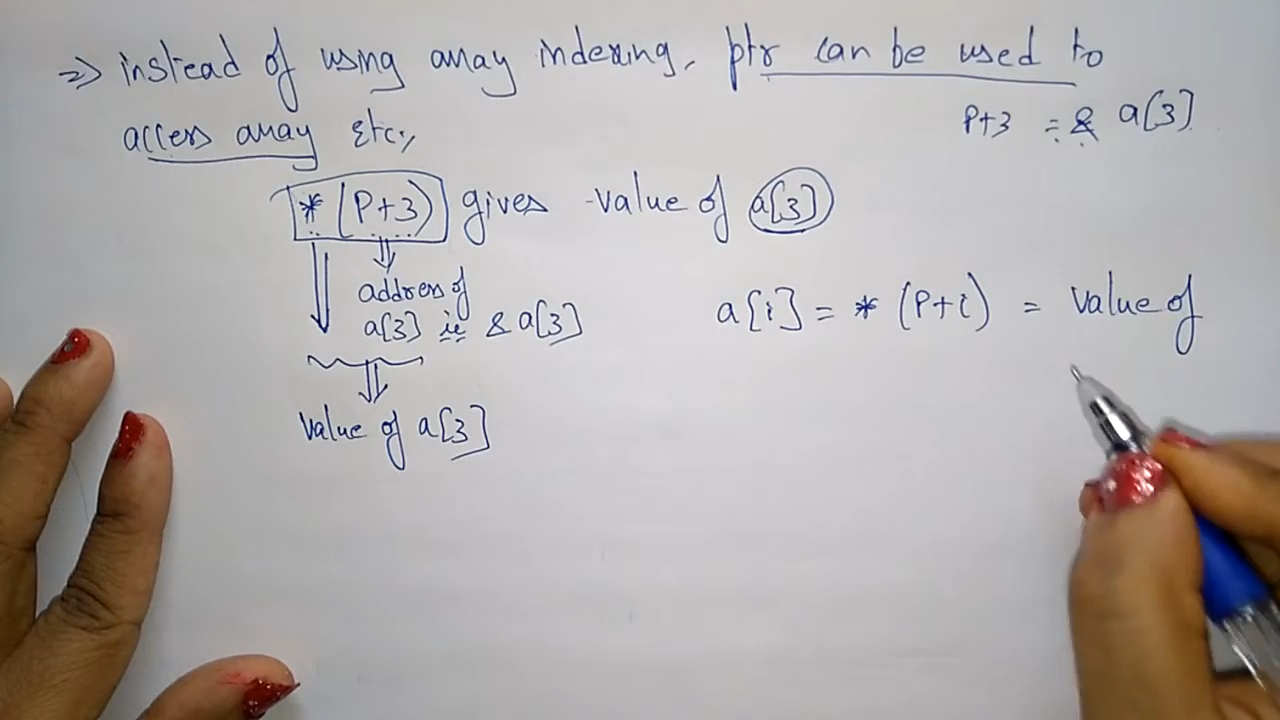 => instead of using array indexing, ptr can be used to
access array etc.,
P+3 = & a[3]
* (P+3) gives value of a[3]
address of
a[3] ie & a[3]
a[i] = * (P+i) = value of
value of a[3]